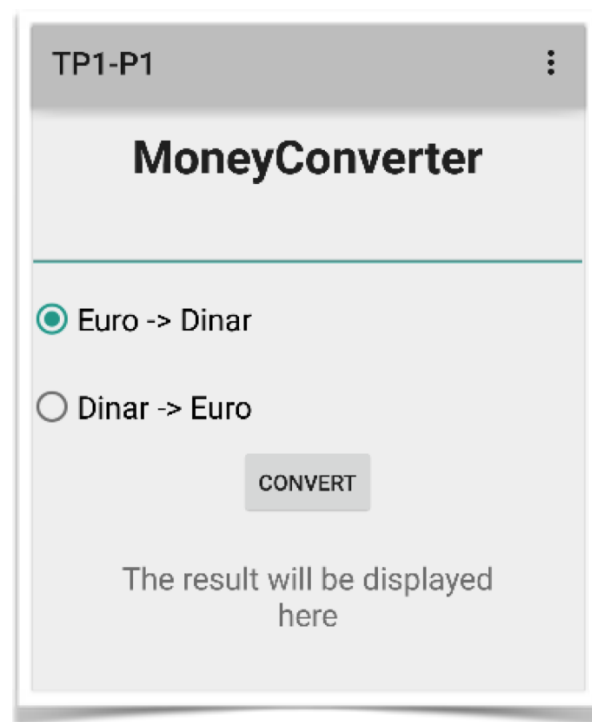 TP1-P1
MoneyConverter
Euro -> Dinar
Dinar -> Euro
CONVERT
The result will be displayed
here